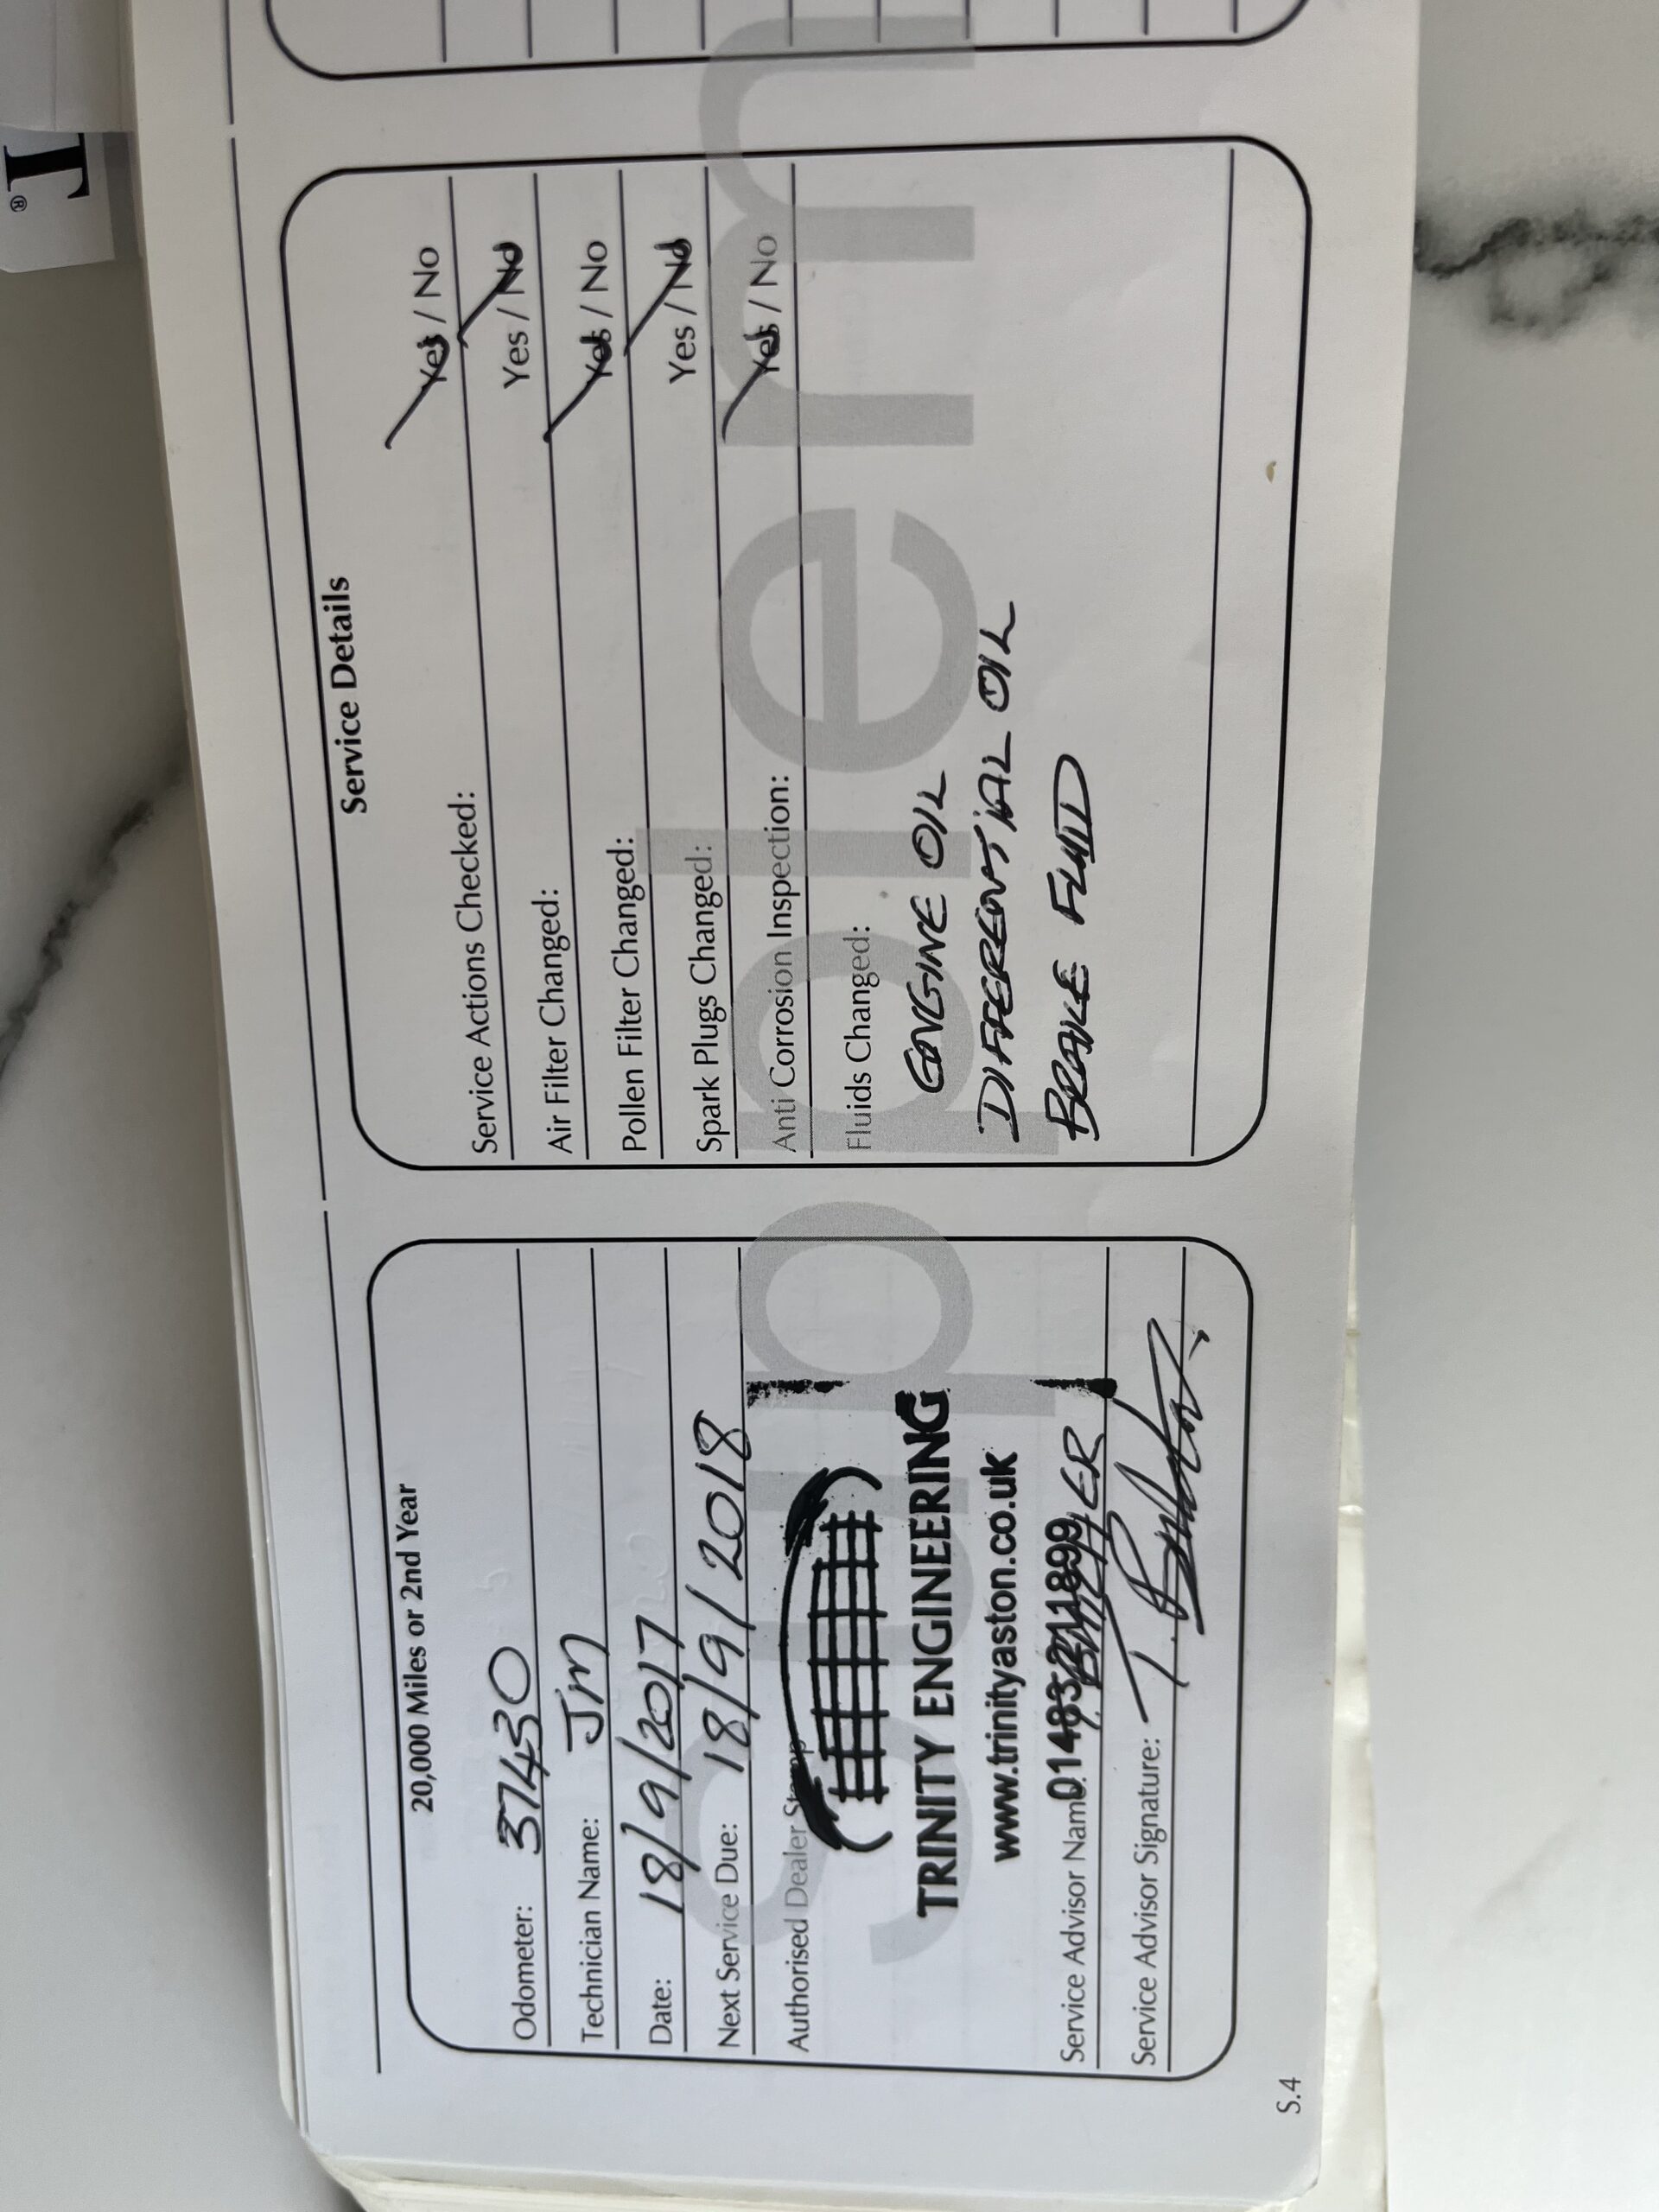 20,000 Miles or 2nd Year
Odometer: 37430
Technician Name: Jm
Date: 18/9/2017
Next Service Due: 18/9/2018
Authorised Dealer Stamp
TRINITY ENGINEERING
www.trinityaston.co.uk
01483 211899
Service Advisor Name:
Service Advisor Signature:
S.4
Service Details
Service Actions Checked: Yes / No
Air Filter Changed: Yes / No
Pollen Filter Changed: Yes / No
Spark Plugs Changed: Yes / No
Anti Corrosion Inspection: Yes / No
Fluids Changed:
ENGINE OIL
DIFFERENTIAL OIL
BRAKE FLUID
Supplem
T®